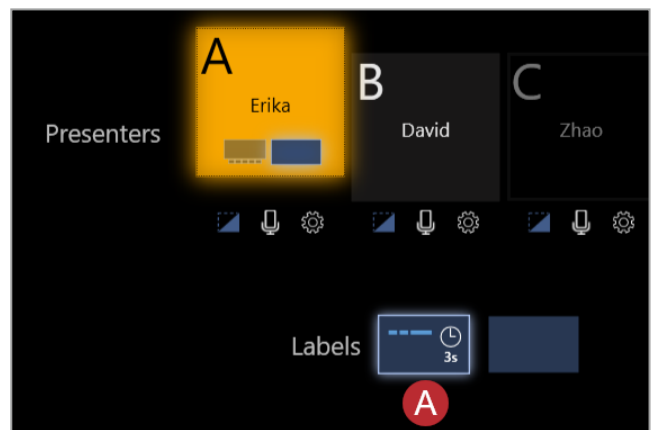 A
Erika
B
David
C
Zhao
Presenters
Labels
3s
A